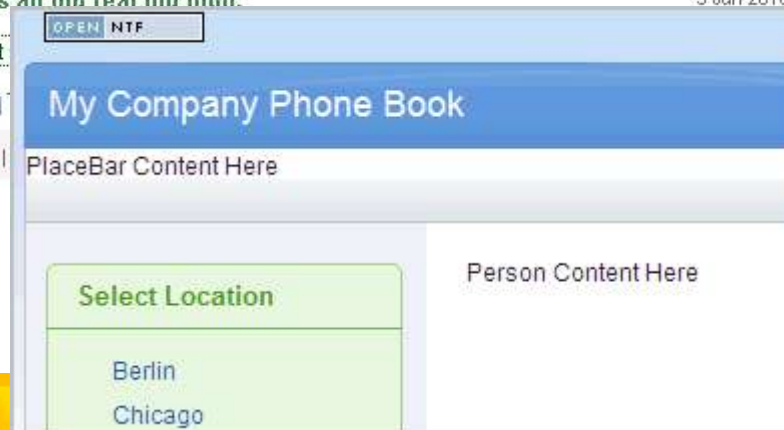 OPEN NTF
My Company Phone Book
PlaceBar Content Here
Person Content Here
Select Location
Berlin
Chicago